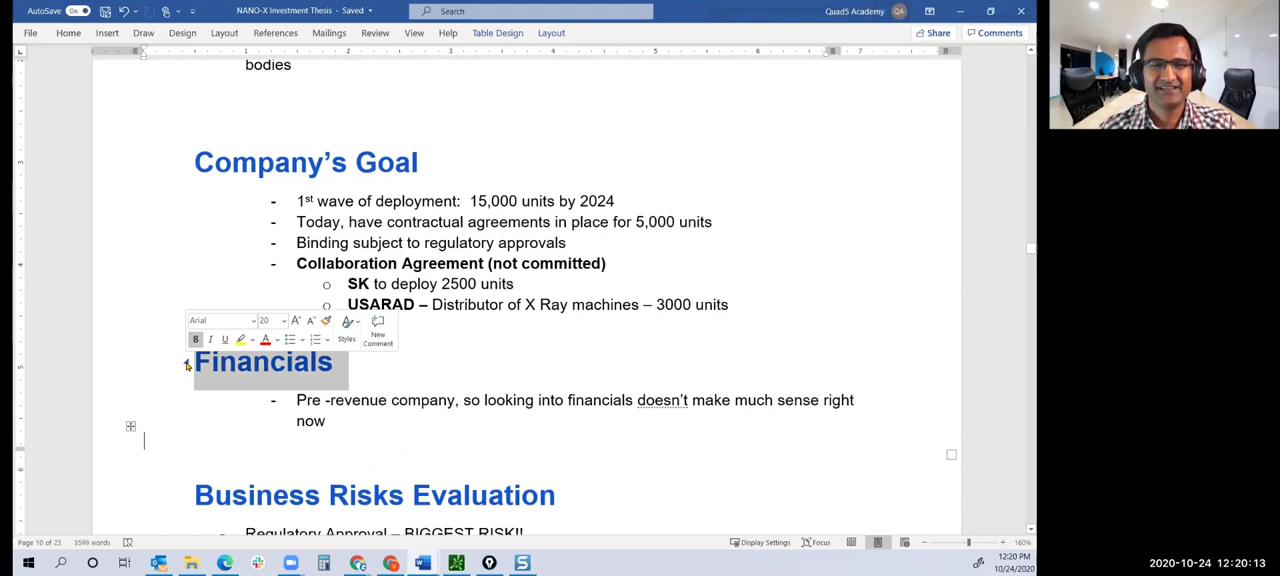 AutoSave
On
NANO-X Investment Thesis - Saved
Search
Quad5 Academy
QA
File
Home
Insert
Draw
Design
Layout
References
Mailings
Review
View
Help
Table Design
Layout
Share
Comments
bodies
Company's Goal
- 1st wave of deployment: 15,000 units by 2024
- Today, have contractual agreements in place for 5,000 units
- Binding subject to regulatory approvals
- Collaboration Agreement (not committed)
o SK to deploy 2500 units
o USARAD – Distributor of X Ray machines – 3000 units
Arial
20
B I U
Styles
New
Comment
Financials
- Pre -revenue company, so looking into financials doesn't make much sense right
now
Business Risks Evaluation
Regulatory Approval – BIGGEST RISK!!
Page 10 of 23
3599 words
Display Settings
Focus
160%
12:20 PM
10/24/2020
2020-10-24 12:20:13